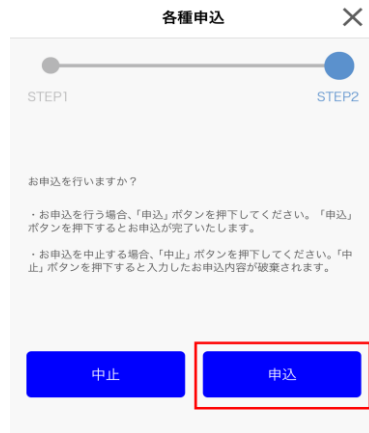 各種申込
STEP1
STEP2
お申込を行いますか？
・お申込を行う場合、「申込」ボタンを押下してください。「申込」
ボタンを押下するとお申込が完了いたします。
・お申込を中止する場合、「中止」ボタンを押下してください。「中
止」ボタンを押下すると入力したお申込内容が破棄されます。
中止
申込